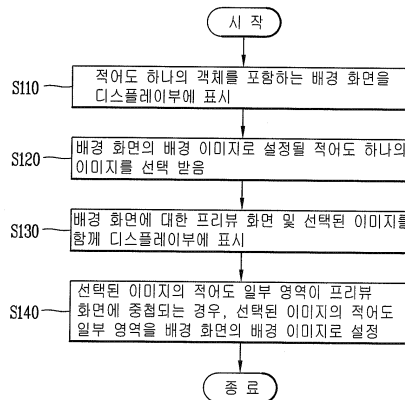 시 작
S110
적어도 하나의 객체를 포함하는 배경 화면을
디스플레이부에 표시
S120
배경 화면의 배경 이미지로 설정될 적어도 하나의
이미지를 선택 받음
S130
배경 화면에 대한 프리뷰 화면 및 선택된 이미지를
함께 디스플레이부에 표시
S140
선택된 이미지의 적어도 일부 영역이 프리뷰
화면에 중첩되는 경우, 선택된 이미지의 적어도
일부 영역을 배경 화면의 배경 이미지로 설정
종 료